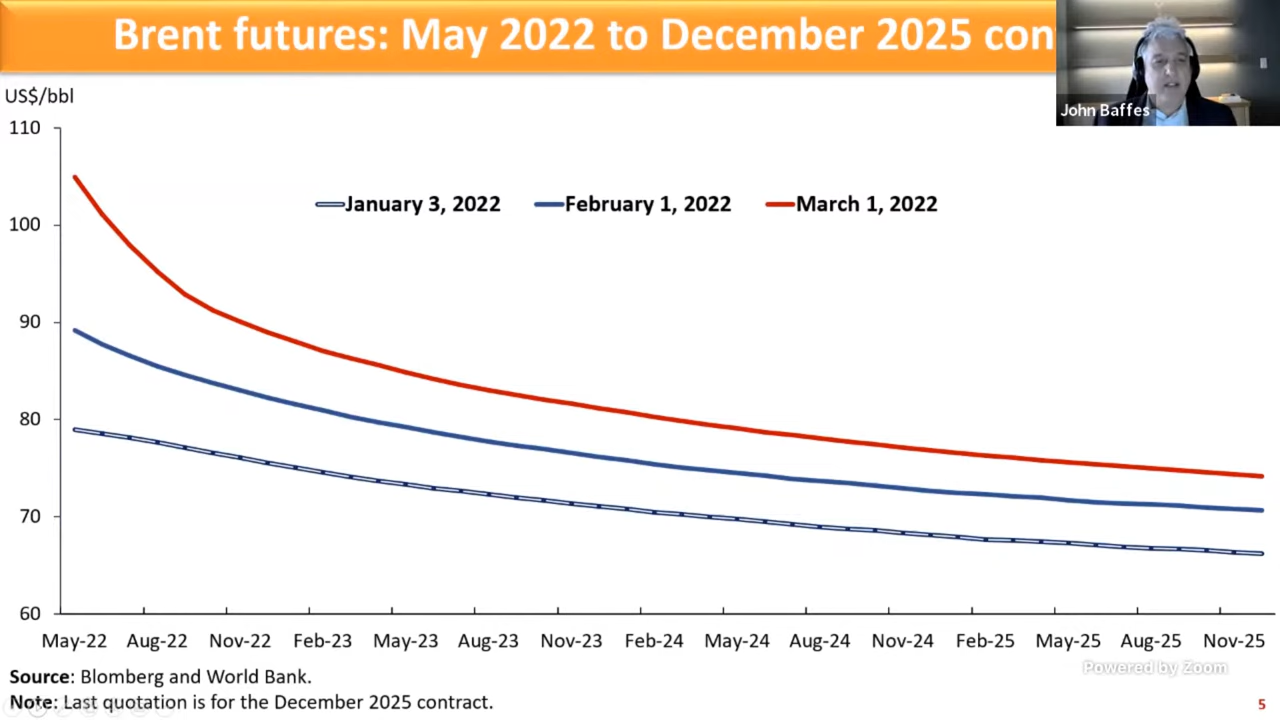 Brent futures: May 2022 to December 2025 con
John Baffes
US$/bbl
110
100
90
80
70
60
January 3, 2022 February 1, 2022 March 1, 2022
May-22 Aug-22 Nov-22 Feb-23 May-23 Aug-23 Nov-23 Feb-24 May-24 Aug-24 Nov-24 Feb-25 May-25 Aug-25 Nov-25
Powered by Zoom
Source: Blomberg and World Bank.
Note: Last quotation is for the December 2025 contract.
5